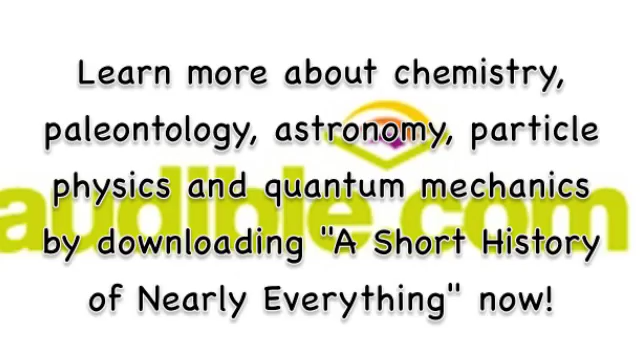 Learn more about chemistry,
paleontology, astronomy, particle
physics and quantum mechanics
by downloading "A Short History
of Nearly Everything" now!
audible.com